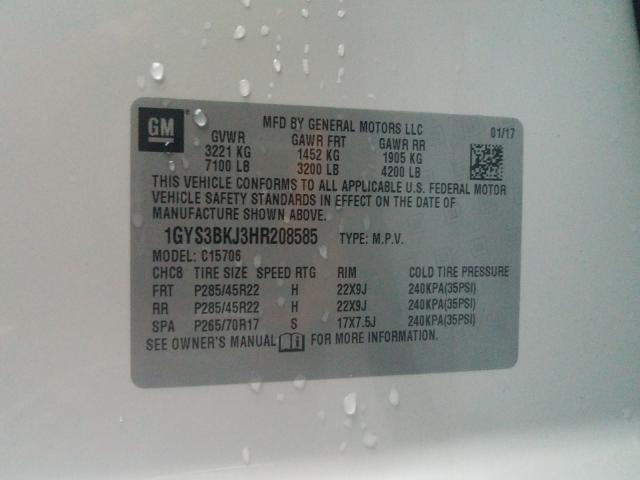 GM
MFD BY GENERAL MOTORS LLC 01/17
GVWR GAWR FRT GAWR RR
3221 KG 1452 KG 1905 KG
7100 LB 3200 LB 4200 LB
THIS VEHICLE CONFORMS TO ALL APPLICABLE U.S. FEDERAL MOTOR
VEHICLE SAFETY STANDARDS IN EFFECT ON THE DATE OF
MANUFACTURE SHOWN ABOVE.
1GYS3BKJ3HR208585 TYPE: M.P.V.
MODEL: C15706
CHC8 TIRE SIZE SPEED RTG RIM COLD TIRE PRESSURE
FRT P285/45R22 H 22X9J 240KPA(35PSI)
RR P285/45R22 H 22X9J 240KPA(35PSI)
SPA P265/70R17 S 17X7.5J 240KPA(35PSI)
SEE OWNER'S MANUAL FOR MORE INFORMATION.